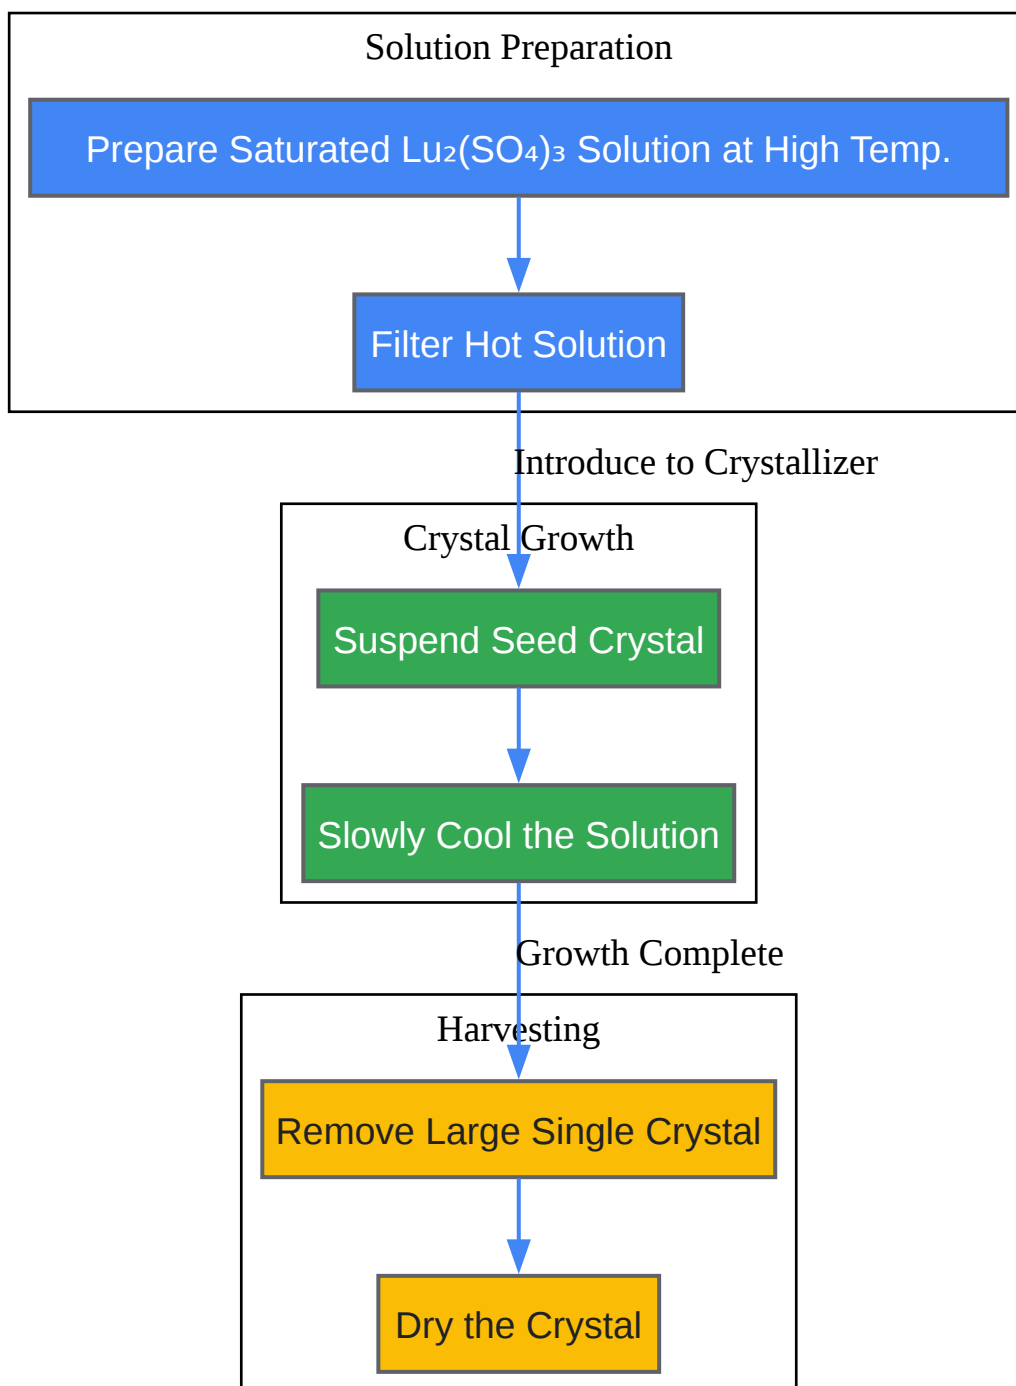 Solution Preparation
Prepare Saturated Lu₂(SO₄)₃ Solution at High Temp.
Filter Hot Solution
Introduce to Crystallizer
Crystal Growth
Suspend Seed Crystal
Slowly Cool the Solution
Growth Complete
Harvesting
Remove Large Single Crystal
Dry the Crystal